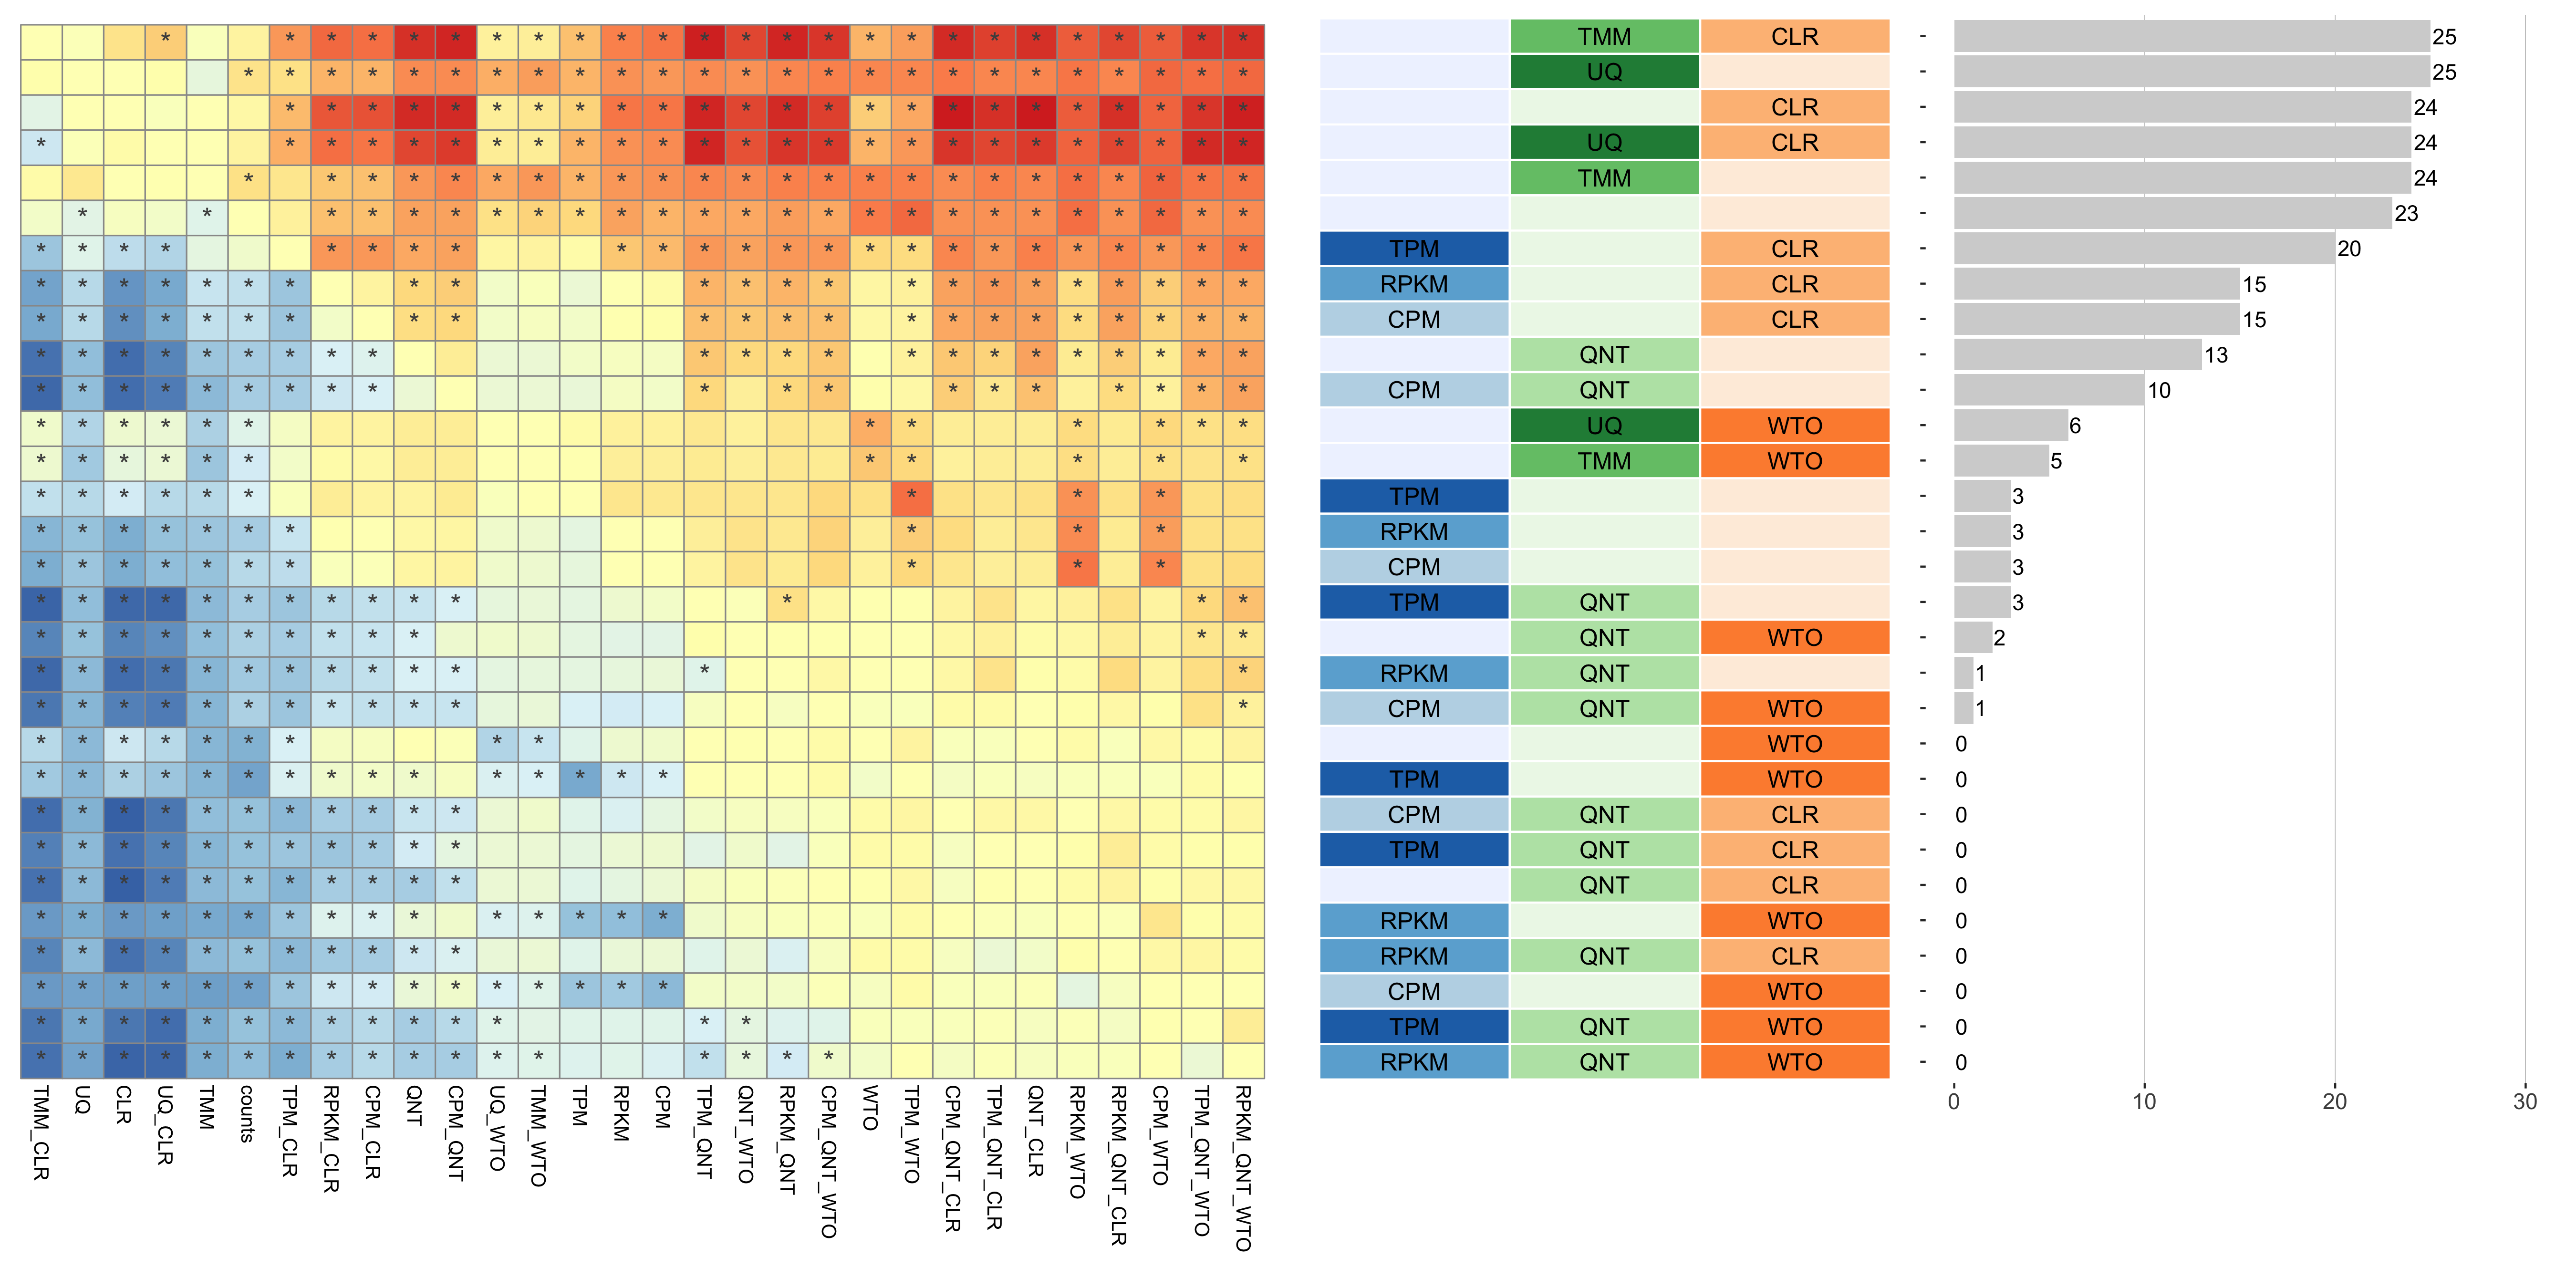 TMM CLR - 25
UQ - 25
CLR - 24
UQ CLR - 24
TMM - 24
- 23
TPM CLR - 20
RPKM CLR - 15
CPM CLR - 15
QNT - 13
CPM QNT - 10
UQ WTO - 6
TMM WTO - 5
TPM - 3
RPKM - 3
CPM - 3
TPM QNT - 3
QNT WTO - 2
RPKM QNT - 1
CPM QNT WTO - 1
WTO - 0
TPM WTO - 0
CPM QNT CLR - 0
TPM QNT CLR - 0
QNT CLR - 0
RPKM WTO - 0
RPKM QNT CLR - 0
CPM WTO - 0
TPM QNT WTO - 0
RPKM QNT WTO - 0
TMM_CLR
UQ
CLR
UQ_CLR
TMM
counts
TPM_CLR
RPKM_CLR
CPM_CLR
QNT
CPM_QNT
UQ_WTO
TMM_WTO
TPM
RPKM
CPM
TPM_QNT
QNT_WTO
RPKM_QNT
CPM_QNT_WTO
WTO
TPM_WTO
CPM_QNT_CLR
TPM_QNT_CLR
QNT_CLR
RPKM_WTO
RPKM_QNT_CLR
CPM_WTO
TPM_QNT_WTO
RPKM_QNT_WTO
0 10 20 30